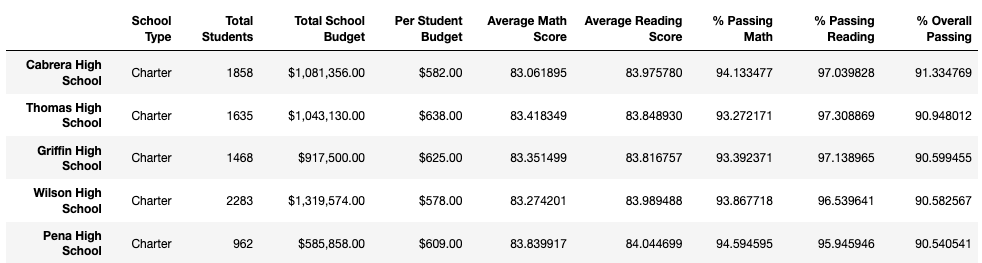 School Total Total School Per Student Average Math Average Reading % Passing % Passing % Overall
Type Students Budget Budget Score Score Math Reading Passing
Cabrera High
School Charter 1858 $1,081,356.00 $582.00 83.061895 83.975780 94.133477 97.039828 91.334769
Thomas High
School Charter 1635 $1,043,130.00 $638.00 83.418349 83.848930 93.272171 97.308869 90.948012
Griffin High
School Charter 1468 $917,500.00 $625.00 83.351499 83.816757 93.392371 97.138965 90.599455
Wilson High
School Charter 2283 $1,319,574.00 $578.00 83.274201 83.989488 93.867718 96.539641 90.582567
Pena High
School Charter 962 $585,858.00 $609.00 83.839917 84.044699 94.594595 95.945946 90.540541